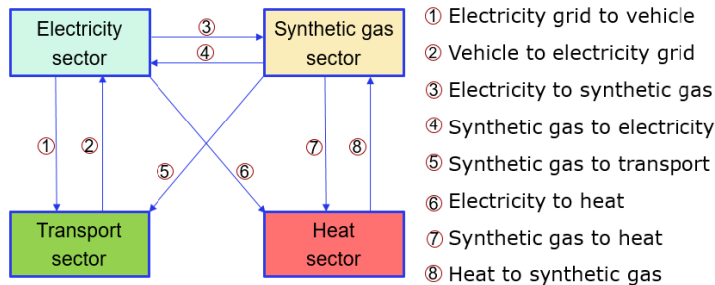 Electricity
sector
Synthetic gas
sector
③
④
①
②
⑤
⑥
⑦
⑧
Transport
sector
Heat
sector
① Electricity grid to vehicle
② Vehicle to electricity grid
③ Electricity to synthetic gas
④ Synthetic gas to electricity
⑤ Synthetic gas to transport
⑥ Electricity to heat
⑦ Synthetic gas to heat
⑧ Heat to synthetic gas